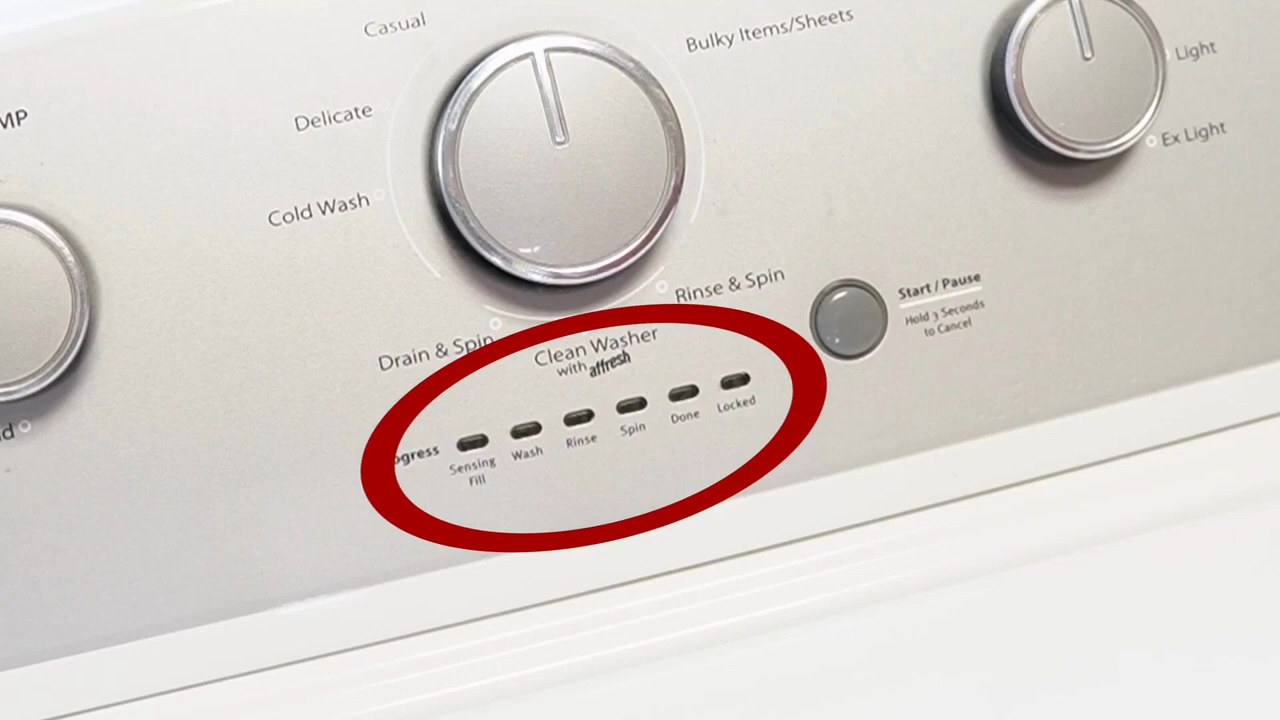 Casual
Bulky Items/Sheets
Light
MP
Delicate
Ex Light
Cold Wash
Rinse & Spin
Start / Pause
Hold 3 Seconds
to Cancel
Drain & Spin
Clean Washer
with affresh
ogress
Sensing
Fill
Wash
Rinse
Spin
Done
Locked
d